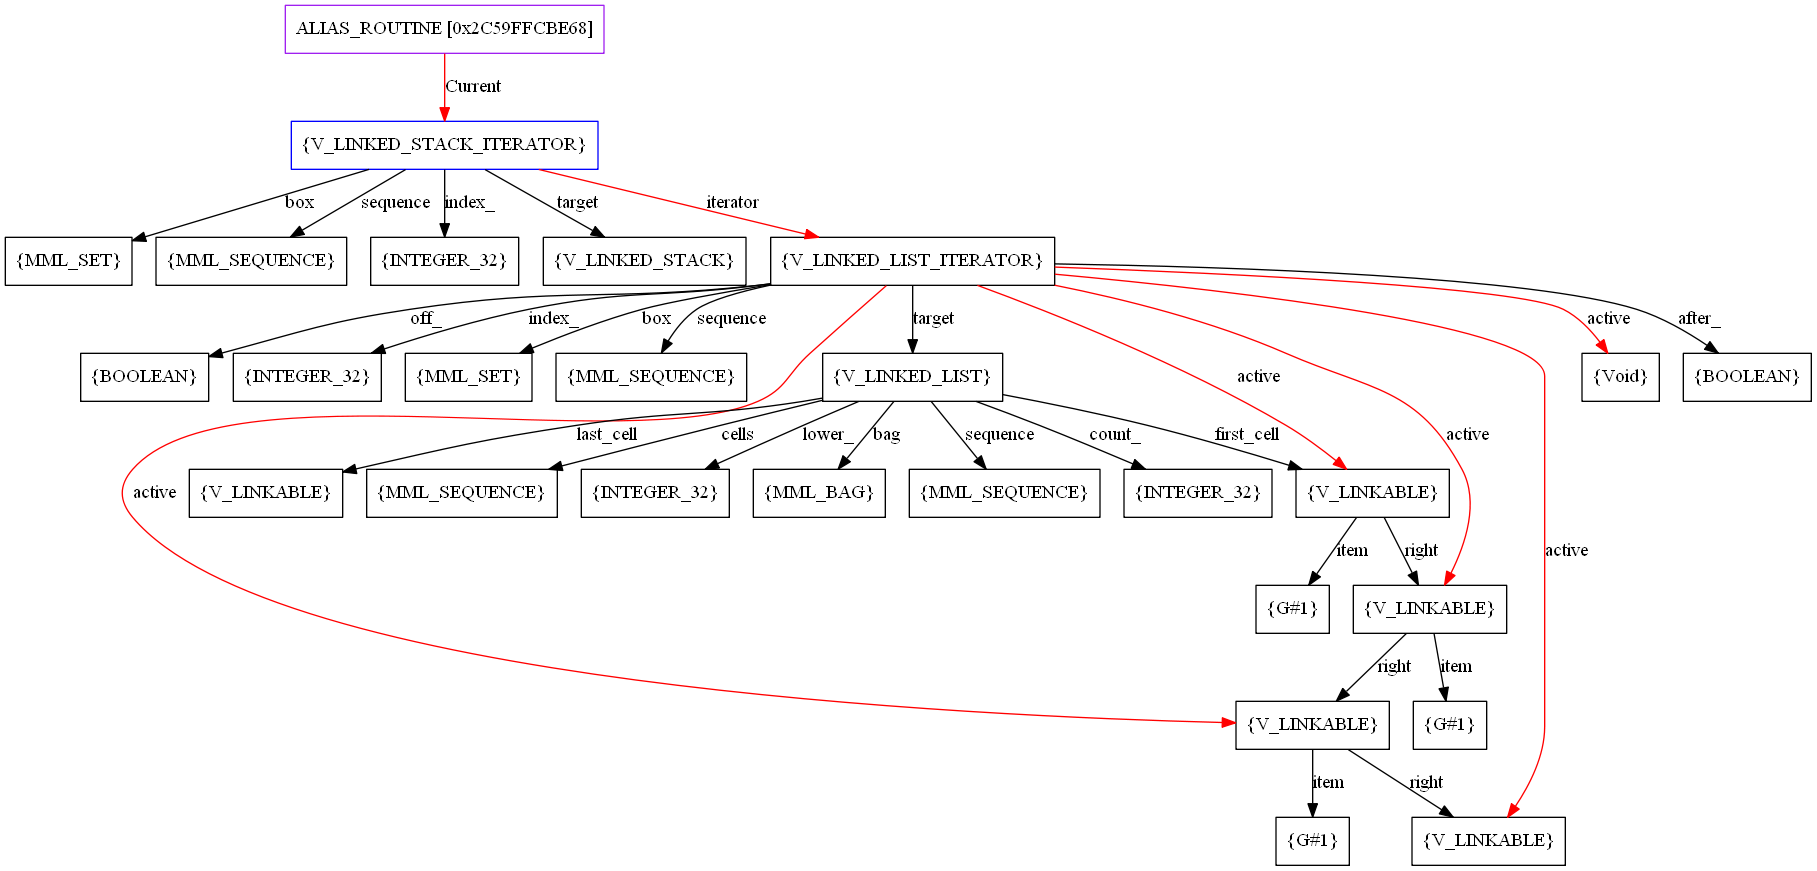 ALIAS_ROUTINE [0x2C59FFCBE68]
Current
{V_LINKED_STACK_ITERATOR}
box
sequence
index_
target
iterator
{MML_SET}
{MML_SEQUENCE}
{INTEGER_32}
{V_LINKED_STACK}
{V_LINKED_LIST_ITERATOR}
off_
index_
box
sequence
target
active
after_
{BOOLEAN}
{INTEGER_32}
{MML_SET}
{MML_SEQUENCE}
{V_LINKED_LIST}
active
{Void}
{BOOLEAN}
last_cell
cells
lower_
bag
sequence
count_
first_cell
active
active
{V_LINKABLE}
{MML_SEQUENCE}
{INTEGER_32}
{MML_BAG}
{MML_SEQUENCE}
{INTEGER_32}
{V_LINKABLE}
item
right
active
{G#1}
{V_LINKABLE}
right
item
{V_LINKABLE}
{G#1}
item
right
{G#1}
{V_LINKABLE}